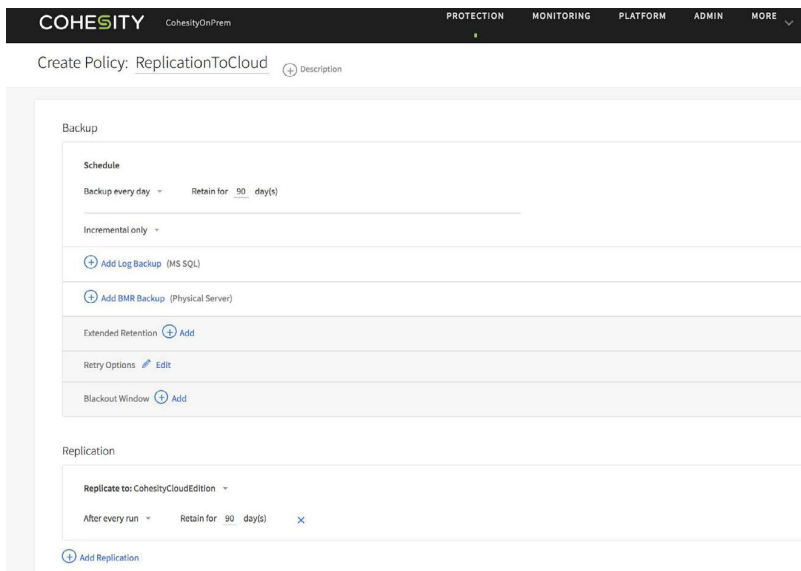 COHESITY CohesityOnPrem PROTECTION MONITORING PLATFORM ADMIN MORE
Create Policy: ReplicationToCloud Description
Backup
Schedule
Backup every day Retain for 90 day(s)
Incremental only
Add Log Backup (MS SQL)
Add BMR Backup (Physical Server)
Extended Retention Add
Retry Options Edit
Blackout Window Add
Replication
Replicate to: CohesityCloudEdition
After every run Retain for 90 day(s)
Add Replication